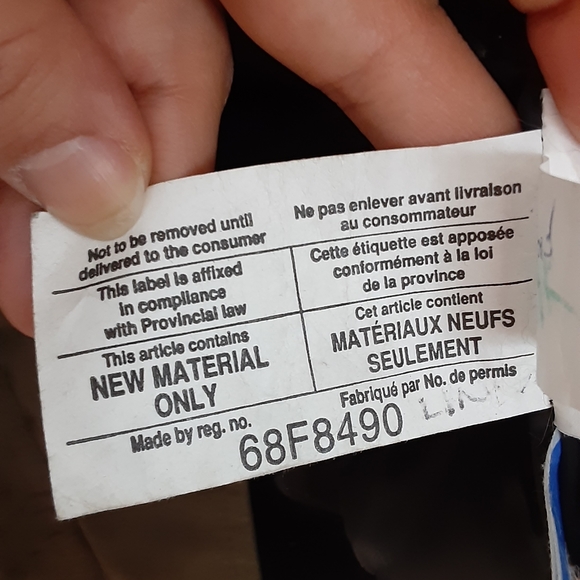 Not to be removed until
delivered to the consumer
Ne pas enlever avant livraison
au consommateur
This label is affixed
in compliance
with Provincial law
Cette étiquette est apposée
conformément à la loi
de la province
This article contains
NEW MATERIAL
ONLY
Cet article contient
MATÉRIAUX NEUFS
SEULEMENT
Made by reg. no.
Fabriqué par No. de permis
68F8490